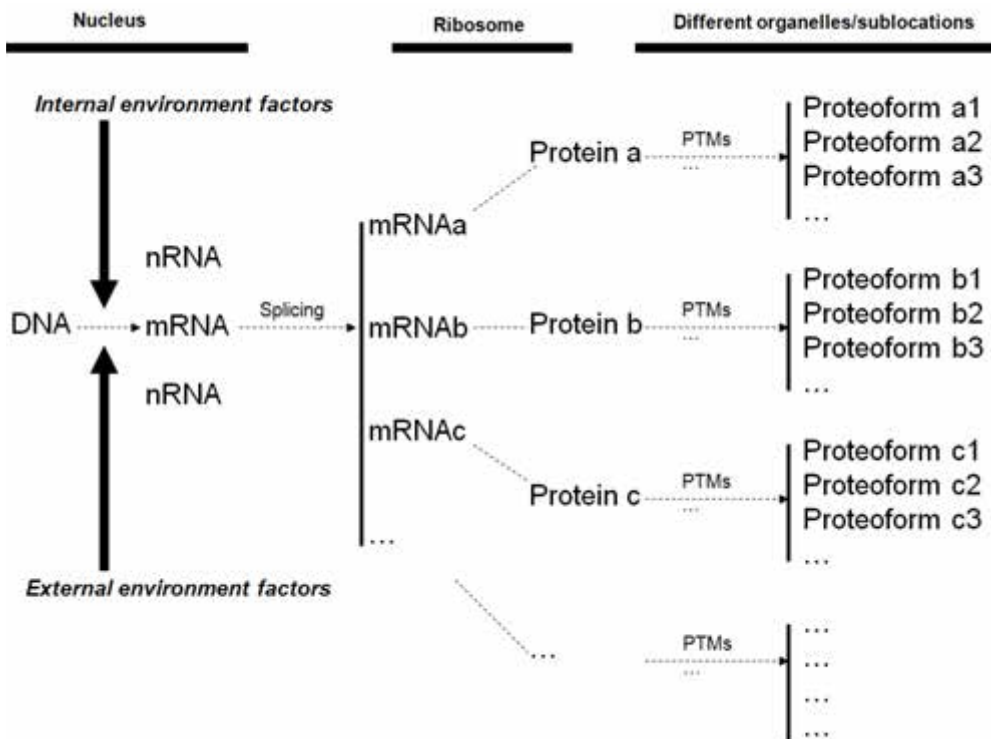 Nucleus
Ribosome
Different organelles/sublocations
Internal environment factors
nRNA
DNA
mRNA
nRNA
External environment factors
Splicing
mRNAa
mRNAb
mRNAc
...
Protein a
Protein b
Protein c
...
PTMs
...
Proteoform a1
Proteoform a2
Proteoform a3
...
PTMs
...
Proteoform b1
Proteoform b2
Proteoform b3
...
PTMs
...
Proteoform c1
Proteoform c2
Proteoform c3
...
PTMs
...
...
...
...
...